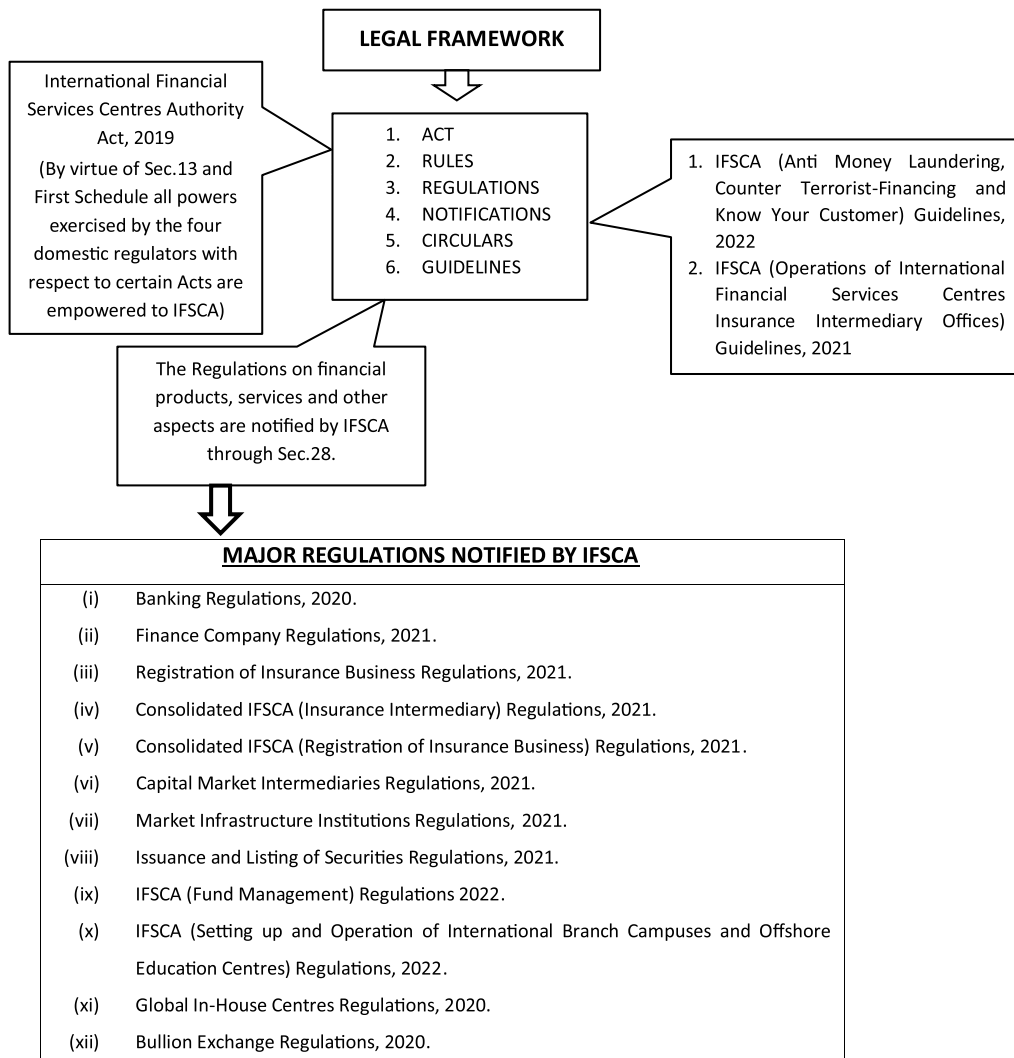 LEGAL FRAMEWORK
International Financial
Services Centres Authority
Act, 2019
(By virtue of Sec.13 and
First Schedule all powers
exercised by the four
domestic regulators with
respect to certain Acts are
empowered to IFSCA)
1. ACT
2. RULES
3. REGULATIONS
4. NOTIFICATIONS
5. CIRCULARS
6. GUIDELINES
1. IFSCA (Anti Money Laundering,
Counter Terrorist-Financing and
Know Your Customer) Guidelines,
2022
2. IFSCA (Operations of International
Financial Services Centres
Insurance Intermediary Offices)
Guidelines, 2021
The Regulations on financial
products, services and other
aspects are notified by IFSCA
through Sec.28.
MAJOR REGULATIONS NOTIFIED BY IFSCA
(i) Banking Regulations, 2020.
(ii) Finance Company Regulations, 2021.
(iii) Registration of Insurance Business Regulations, 2021.
(iv) Consolidated IFSCA (Insurance Intermediary) Regulations, 2021.
(v) Consolidated IFSCA (Registration of Insurance Business) Regulations, 2021.
(vi) Capital Market Intermediaries Regulations, 2021.
(vii) Market Infrastructure Institutions Regulations, 2021.
(viii) Issuance and Listing of Securities Regulations, 2021.
(ix) IFSCA (Fund Management) Regulations 2022.
(x) IFSCA (Setting up and Operation of International Branch Campuses and Offshore
Education Centres) Regulations, 2022.
(xi) Global In-House Centres Regulations, 2020.
(xii) Bullion Exchange Regulations, 2020.